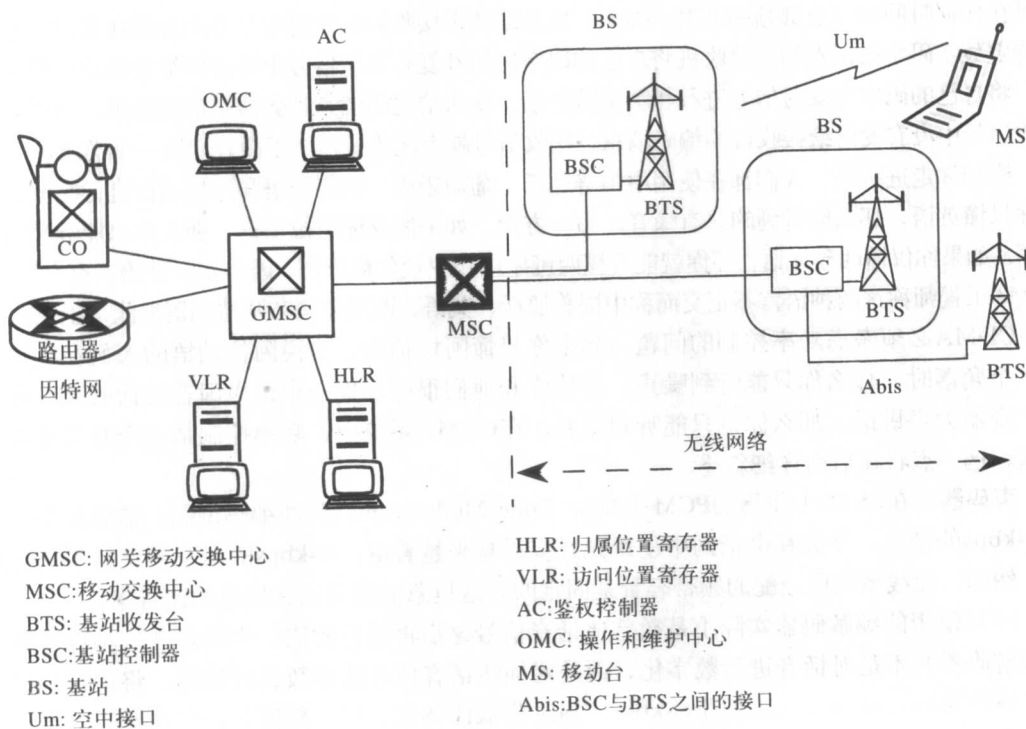 AC
OMC
CO
GMSC
MSC
路由器
因特网
VLR
HLR
BS
BSC
BTS
Um
MS
BS
BSC
BTS
BTS
Abis
无线网络
GMSC: 网关移动交换中心
MSC:移动交换中心
BTS: 基站收发台
BSC:基站控制器
BS: 基站
Um: 空中接口
HLR: 归属位置寄存器
VLR: 访问位置寄存器
AC:鉴权控制器
OMC: 操作和维护中心
MS: 移动台
Abis:BSC与BTS之间的接口